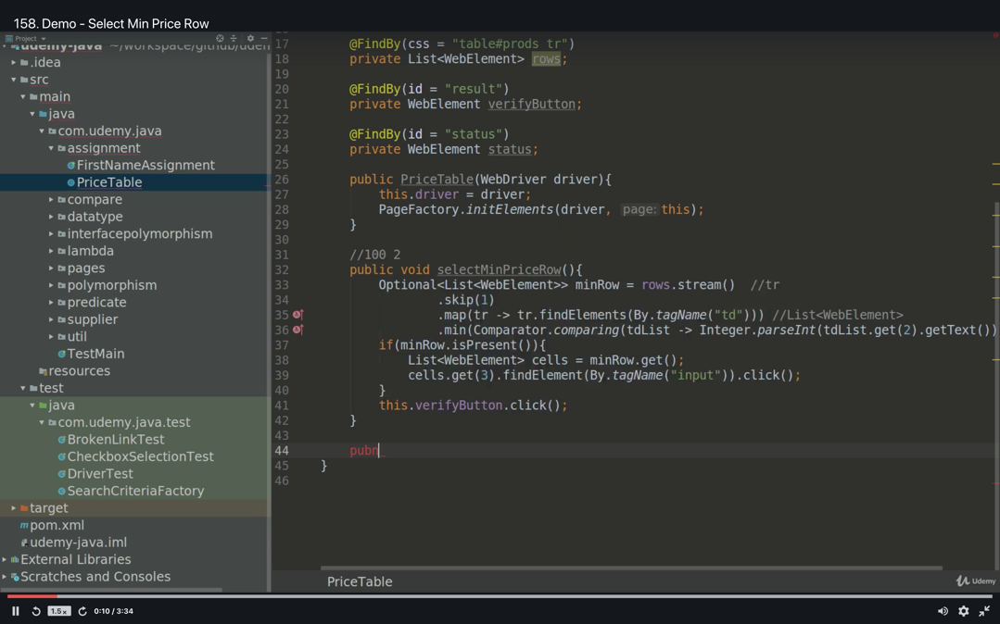 158. Demo - Select Min Price Row
Project
udemy-java ~/workspace/github/udem
.idea
src
main
java
com.udemy.java
assignment
FirstNameAssignment
PriceTable
compare
datatype
interfacepolymorphism
lambda
pages
polymorphism
predicate
supplier
util
TestMain
resources
test
java
com.udemy.java.test
BrokenLinkTest
CheckboxSelectionTest
DriverTest
SearchCriteriaFactory
target
pom.xml
udemy-java.iml
External Libraries
Scratches and Consoles
17 @FindBy(css = "table#prods tr")
18 private List<WebElement> rows;
19
20 @FindBy(id = "result")
21 private WebElement verifyButton;
22
23 @FindBy(id = "status")
24 private WebElement status;
25
26 public PriceTable(WebDriver driver){
27 this.driver = driver;
28 PageFactory.initElements(driver, page: this);
29 }
30
31 //100 2
32 public void selectMinPriceRow(){
33 Optional<List<WebElement>> minRow = rows.stream() //tr
34 .skip(1)
35 .map(tr -> tr.findElements(By.tagName("td"))) //List<WebElement>
36 .min(Comparator.comparing(tdList -> Integer.parseInt(tdList.get(2).getText())
37 if(minRow.isPresent()){
38 List<WebElement> cells = minRow.get();
39 cells.get(3).findElement(By.tagName("input")).click();
40 }
41 this.verifyButton.click();
42 }
43
44 pubn
45 }
46
PriceTable
Udemy
1.5x
0:10 / 3:34